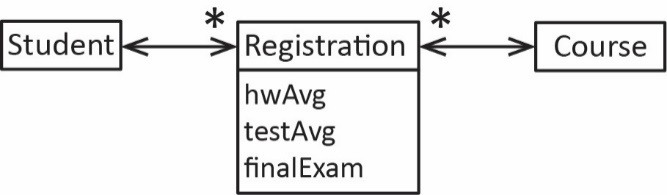 * *
Student Registration Course
hwAvg
testAvg
finalExam